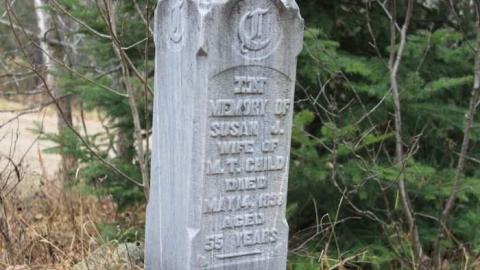 C
C
IN
MEMORY OF
SUSAN J.
WIFE OF
M. T. CHILD
DIED
MAY 14,
AGED
55 YEARS